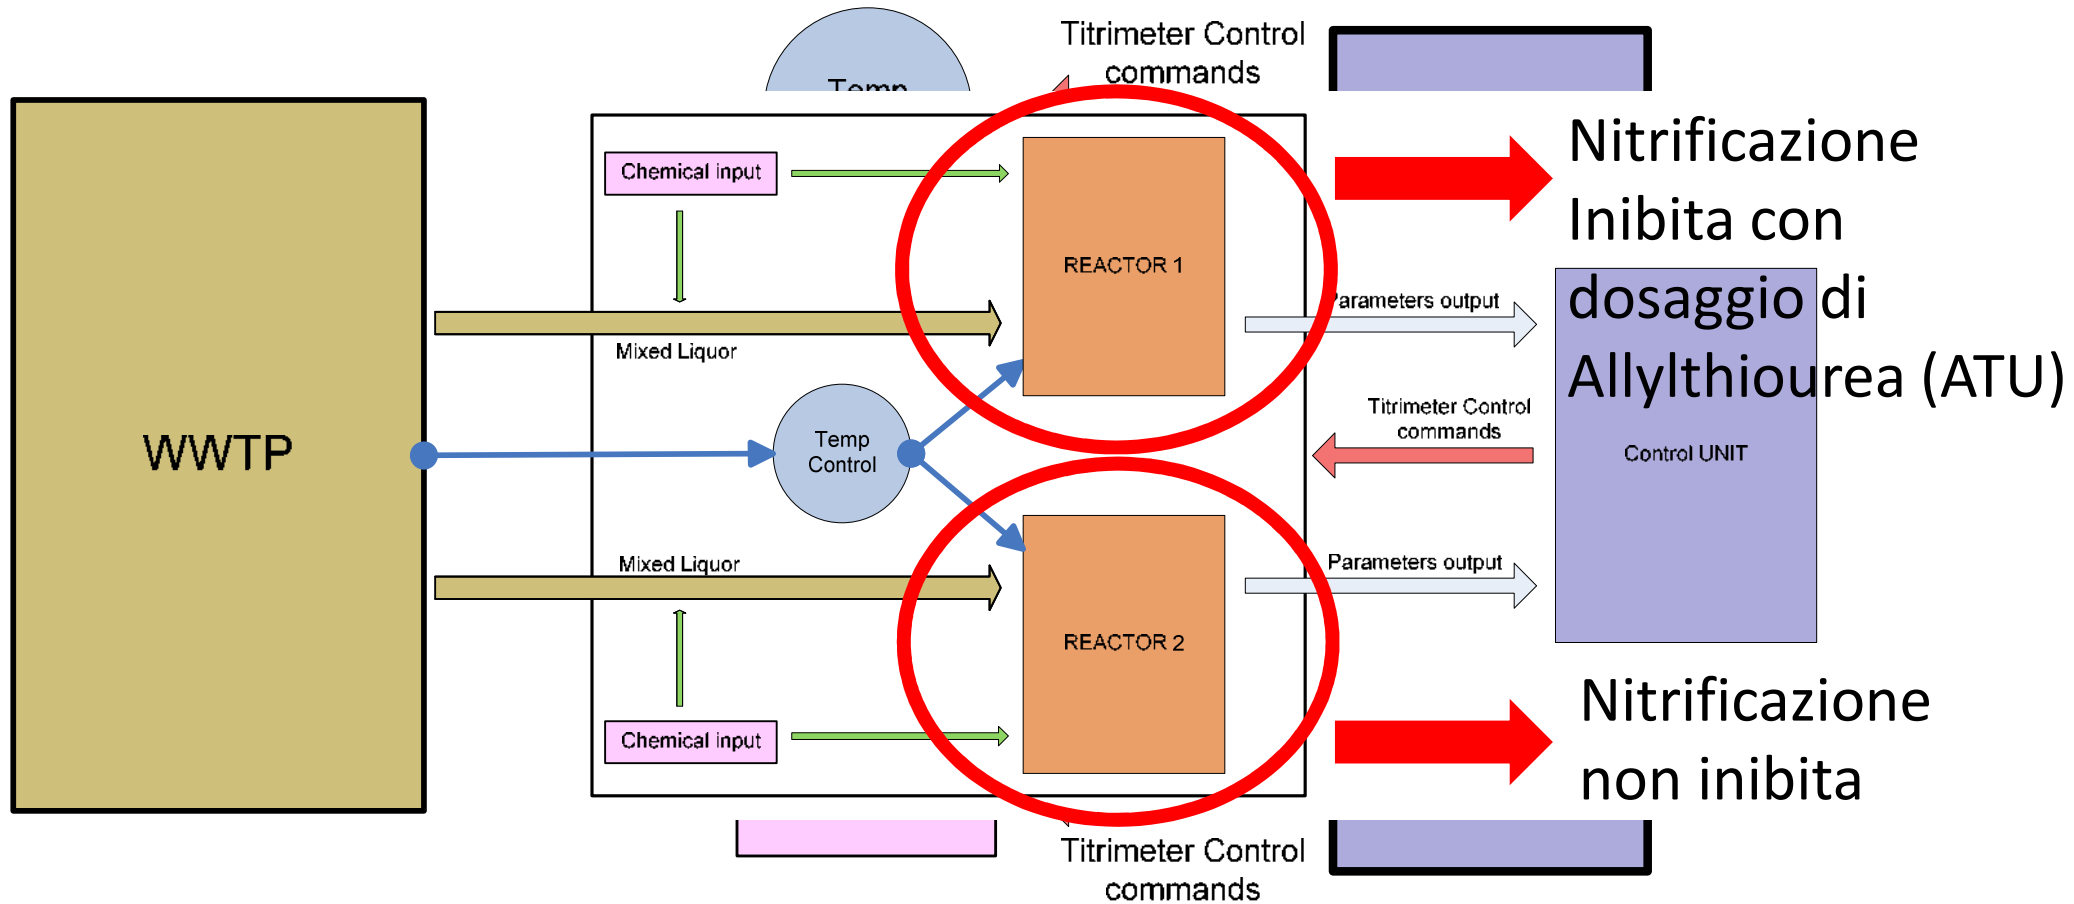 Titrimeter Control
commands
Temp
Nitrificazione
Inibita con
dosaggio di
Allylthiourea (ATU)
Chemical input
REACTOR 1
Parameters output
Mixed Liquor
Titrimeter Control
commands
WWTP
Temp
Control
Control UNIT
Mixed Liquor
Parameters output
REACTOR 2
Chemical input
Nitrificazione
non inibita
Titrimeter Control
commands